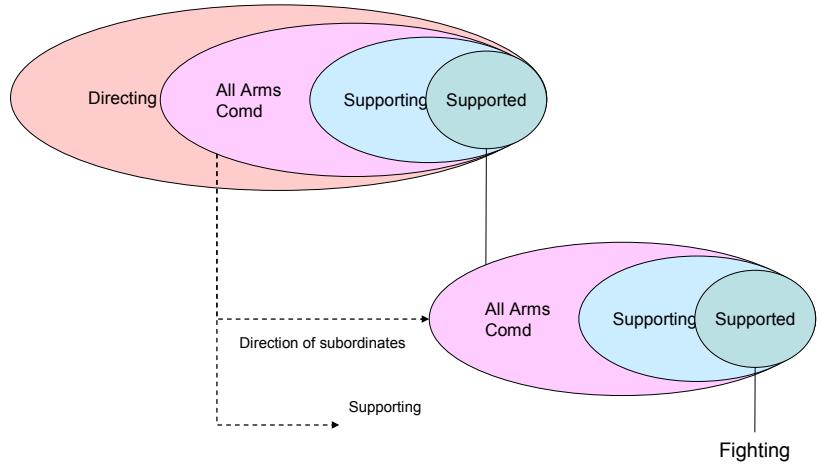 Directing
All Arms
Comd
Supporting
Supported
All Arms
Comd
Supporting
Supported
Direction of subordinates
Supporting
Fighting